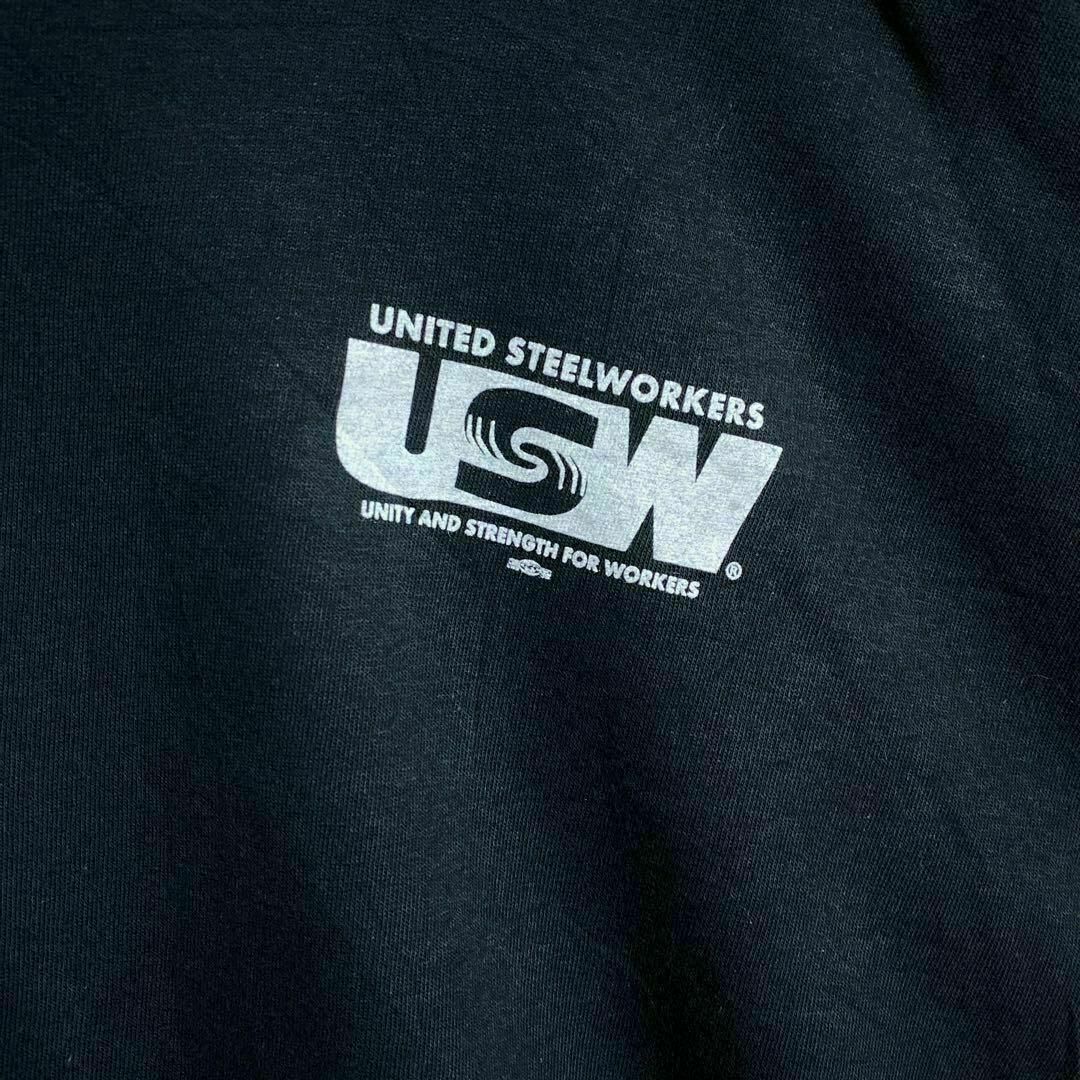 UNITED STEELWORKERS
USW®
UNITY AND STRENGTH FOR WORKERS